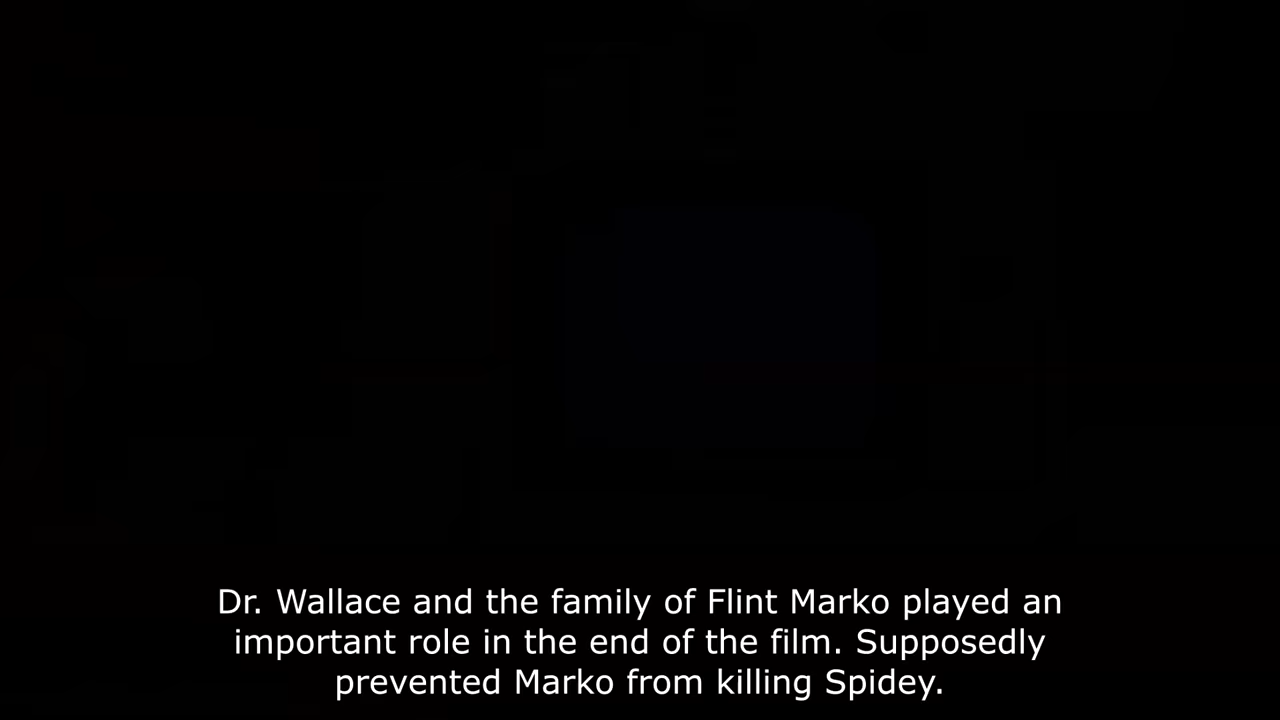 Dr. Wallace and the family of Flint Marko played an
important role in the end of the film. Supposedly
prevented Marko from killing Spidey.